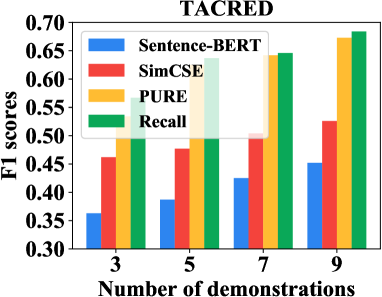 TACRED
F1 scores
0.70
0.65
0.60
0.55
0.50
0.45
0.40
0.35
0.30
Sentence-BERT
SimCSE
PURE
Recall
3 5 7 9
Number of demonstrations